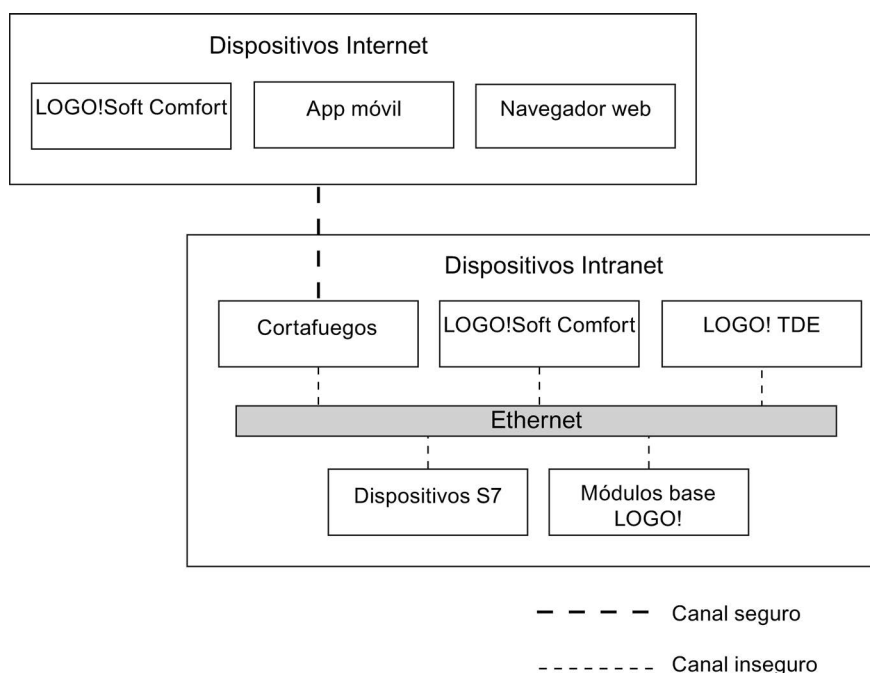 Dispositivos Internet
LOGO!Soft Comfort
App móvil
Navegador web
Dispositivos Intranet
Cortafuegos
LOGO!Soft Comfort
LOGO! TDE
Ethernet
Dispositivos S7
Módulos base
LOGO!
Canal seguro
Canal inseguro